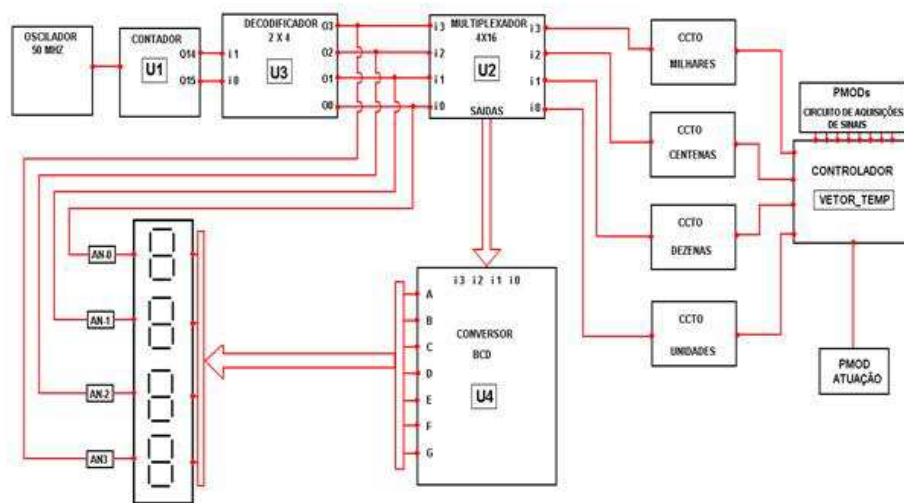 OSCILADOR
50 MHZ
CONTADOR
U1
O14
O15
DECODIFICADOR
2 X 4
i1
i0
U3
O3
O2
O1
O0
MULTIPLEXADOR
4X16
i3
i2
i1
i0
U2
SAIDAS
i3
i2
i1
i0
CCTO
MILHARES
CCTO
CENTENAS
CCTO
DEZENAS
CCTO
UNIDADES
PMODs
CIRCUITO DE AQUISIÇÕES
DE SINAIS
CONTROLADOR
VETOR_TEMP
PMOD
ATUAÇÃO
AN-0
AN-1
AN-2
AN3
i3 i2 i1 i0
A
B
C
D
E
F
G
CONVERSOR
BCD
U4